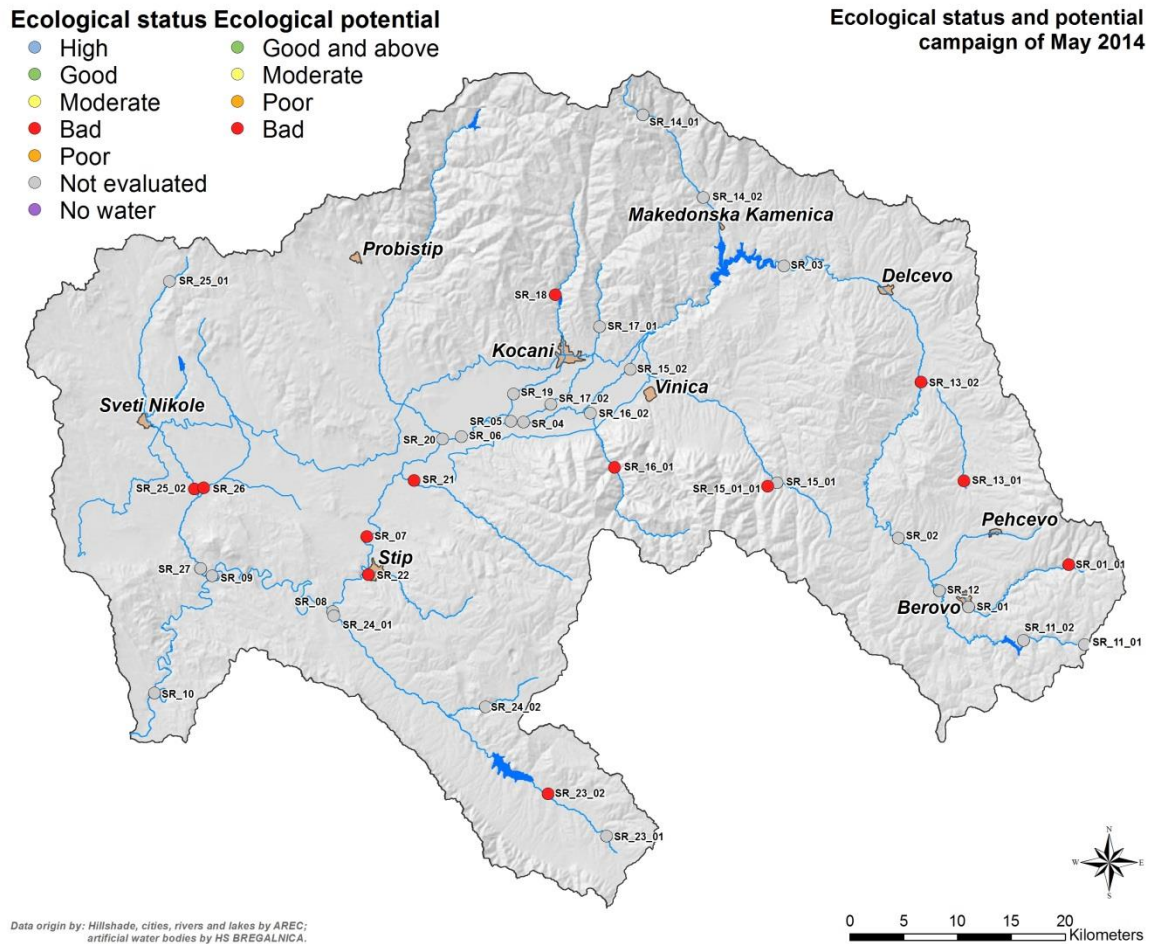 Ecological status Ecological potential
High
Good
Moderate
Bad
Poor
Not evaluated
No water
Good and above
Moderate
Poor
Bad
Ecological status and potential
campaign of May 2014
SR_14_01
SR_14_02
Makedonska Kamenica
Probistip
SR_03
SR_25_01
Delcevo
SR_18
SR_17_01
Kocani
SR_15_02
SR_13_02
Vinica
SR_19
Sveti Nikole
SR_17_02
SR_16_02
SR_05
SR_04
SR_20
SR_06
SR_16_01
SR_21
SR_25_02
SR_26
SR_15_01_01
SR_15_01
SR_13_01
Pehcevo
SR_07
SR_02
Stip
SR_01_01
SR_27
SR_09
SR_22
SR_12
Berovo
SR_01
SR_08
SR_24_01
SR_11_02
SR_11_01
SR_10
SR_24_02
SR_23_02
SR_23_01
N
W
E
S
0 5 10 15 20
Kilometers
Data origin by: Hillshade, cities, rivers and lakes by AREC;
artificial water bodies by HS BREGALNICA.